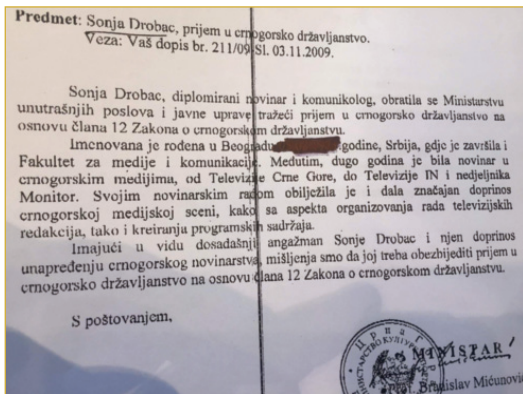 Predmet: Sonja Drobac, prijem u crnogorsko državljanstvo.
Veza: Vaš dopis br. 211/09 Sl. 03.11.2009.
Sonja Drobac, diplomirani novinar i komunikolog, obratila se Ministarstvu
unutrašnjih poslova i javne uprave tražeći prijem u crnogorsko državljanstvo na
osnovu člana 12 Zakona o crnogorskom državljanstvu.
Imenovana je rođena u Beogradu godine, Srbija, gdje je završila i
Fakultet za medije i komunikacije. Međutim, dugo godina je bila novinar u
crnogorskim medijima, od Televizije Crne Gore, do Televizije IN i nedjeljnika
Monitor. Svojim novinarskim radom obilježila je i dala značajan doprinos
crnogorskoj medijskoj sceni, kako sa aspekta organizovanja rada televizijskih
redakcija, tako i kreiranja programskih sadržaja.
Imajući u vidu dosadašnji angažman Sonje Drobac i njen doprinos
unapređenju crnogorskog novinarstva, mišljenja smo da joj treba obezbijediti prijem u
crnogorsko državljanstvo na osnovu člana 12 Zakona o crnogorskom državljanstvu.
S poštovanjem,
Црна Гора
МИНИСТАРСТВО КУЛТУРЕ
MINISTAR
Branislav Mićunović